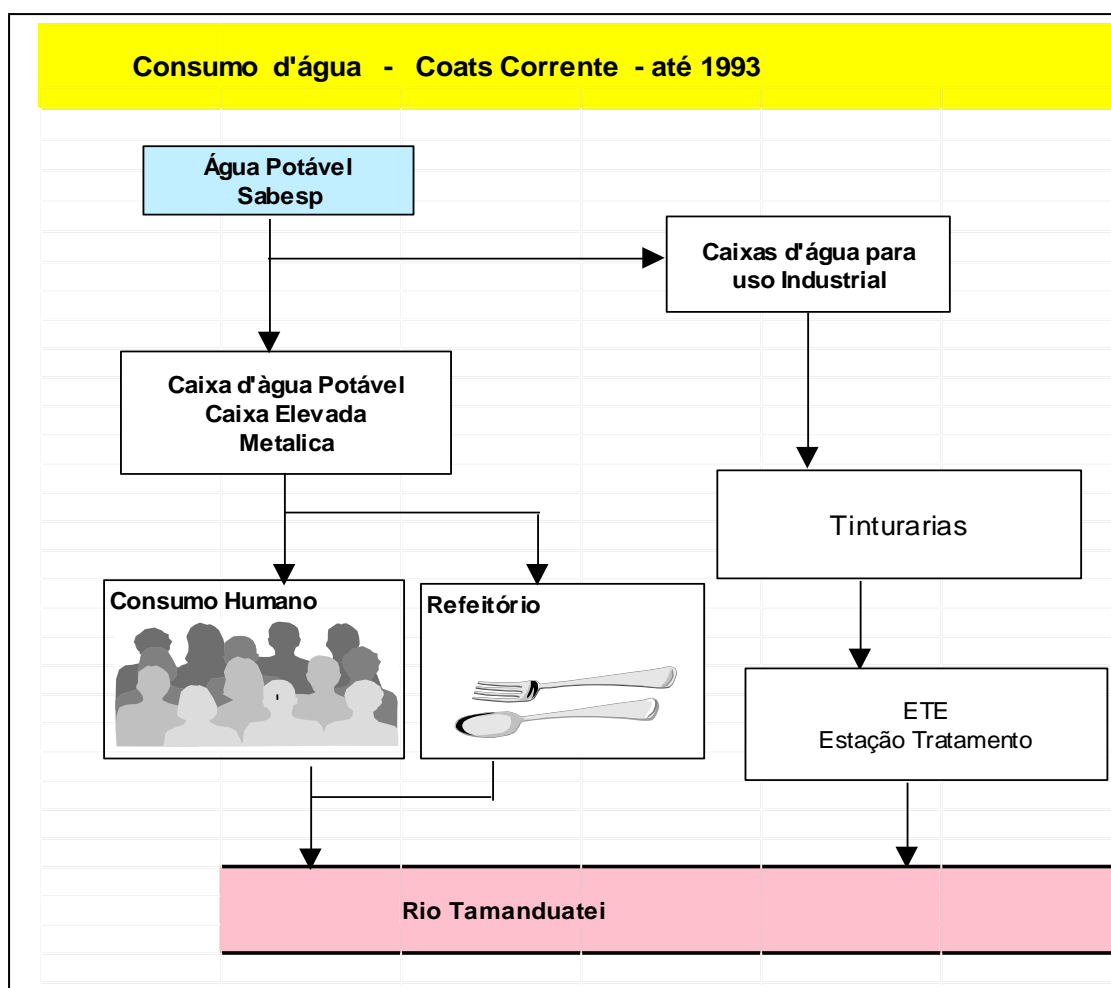 Consumo d'água - Coats Corrente - até 1993
Água Potável
Sabesp
Caixas d'água para
uso Industrial
Caixa d'àgua Potável
Caixa Elevada
Metalica
Tinturarias
Consumo Humano
Refeitório
ETE
Estação Tratamento
Rio Tamanduatei